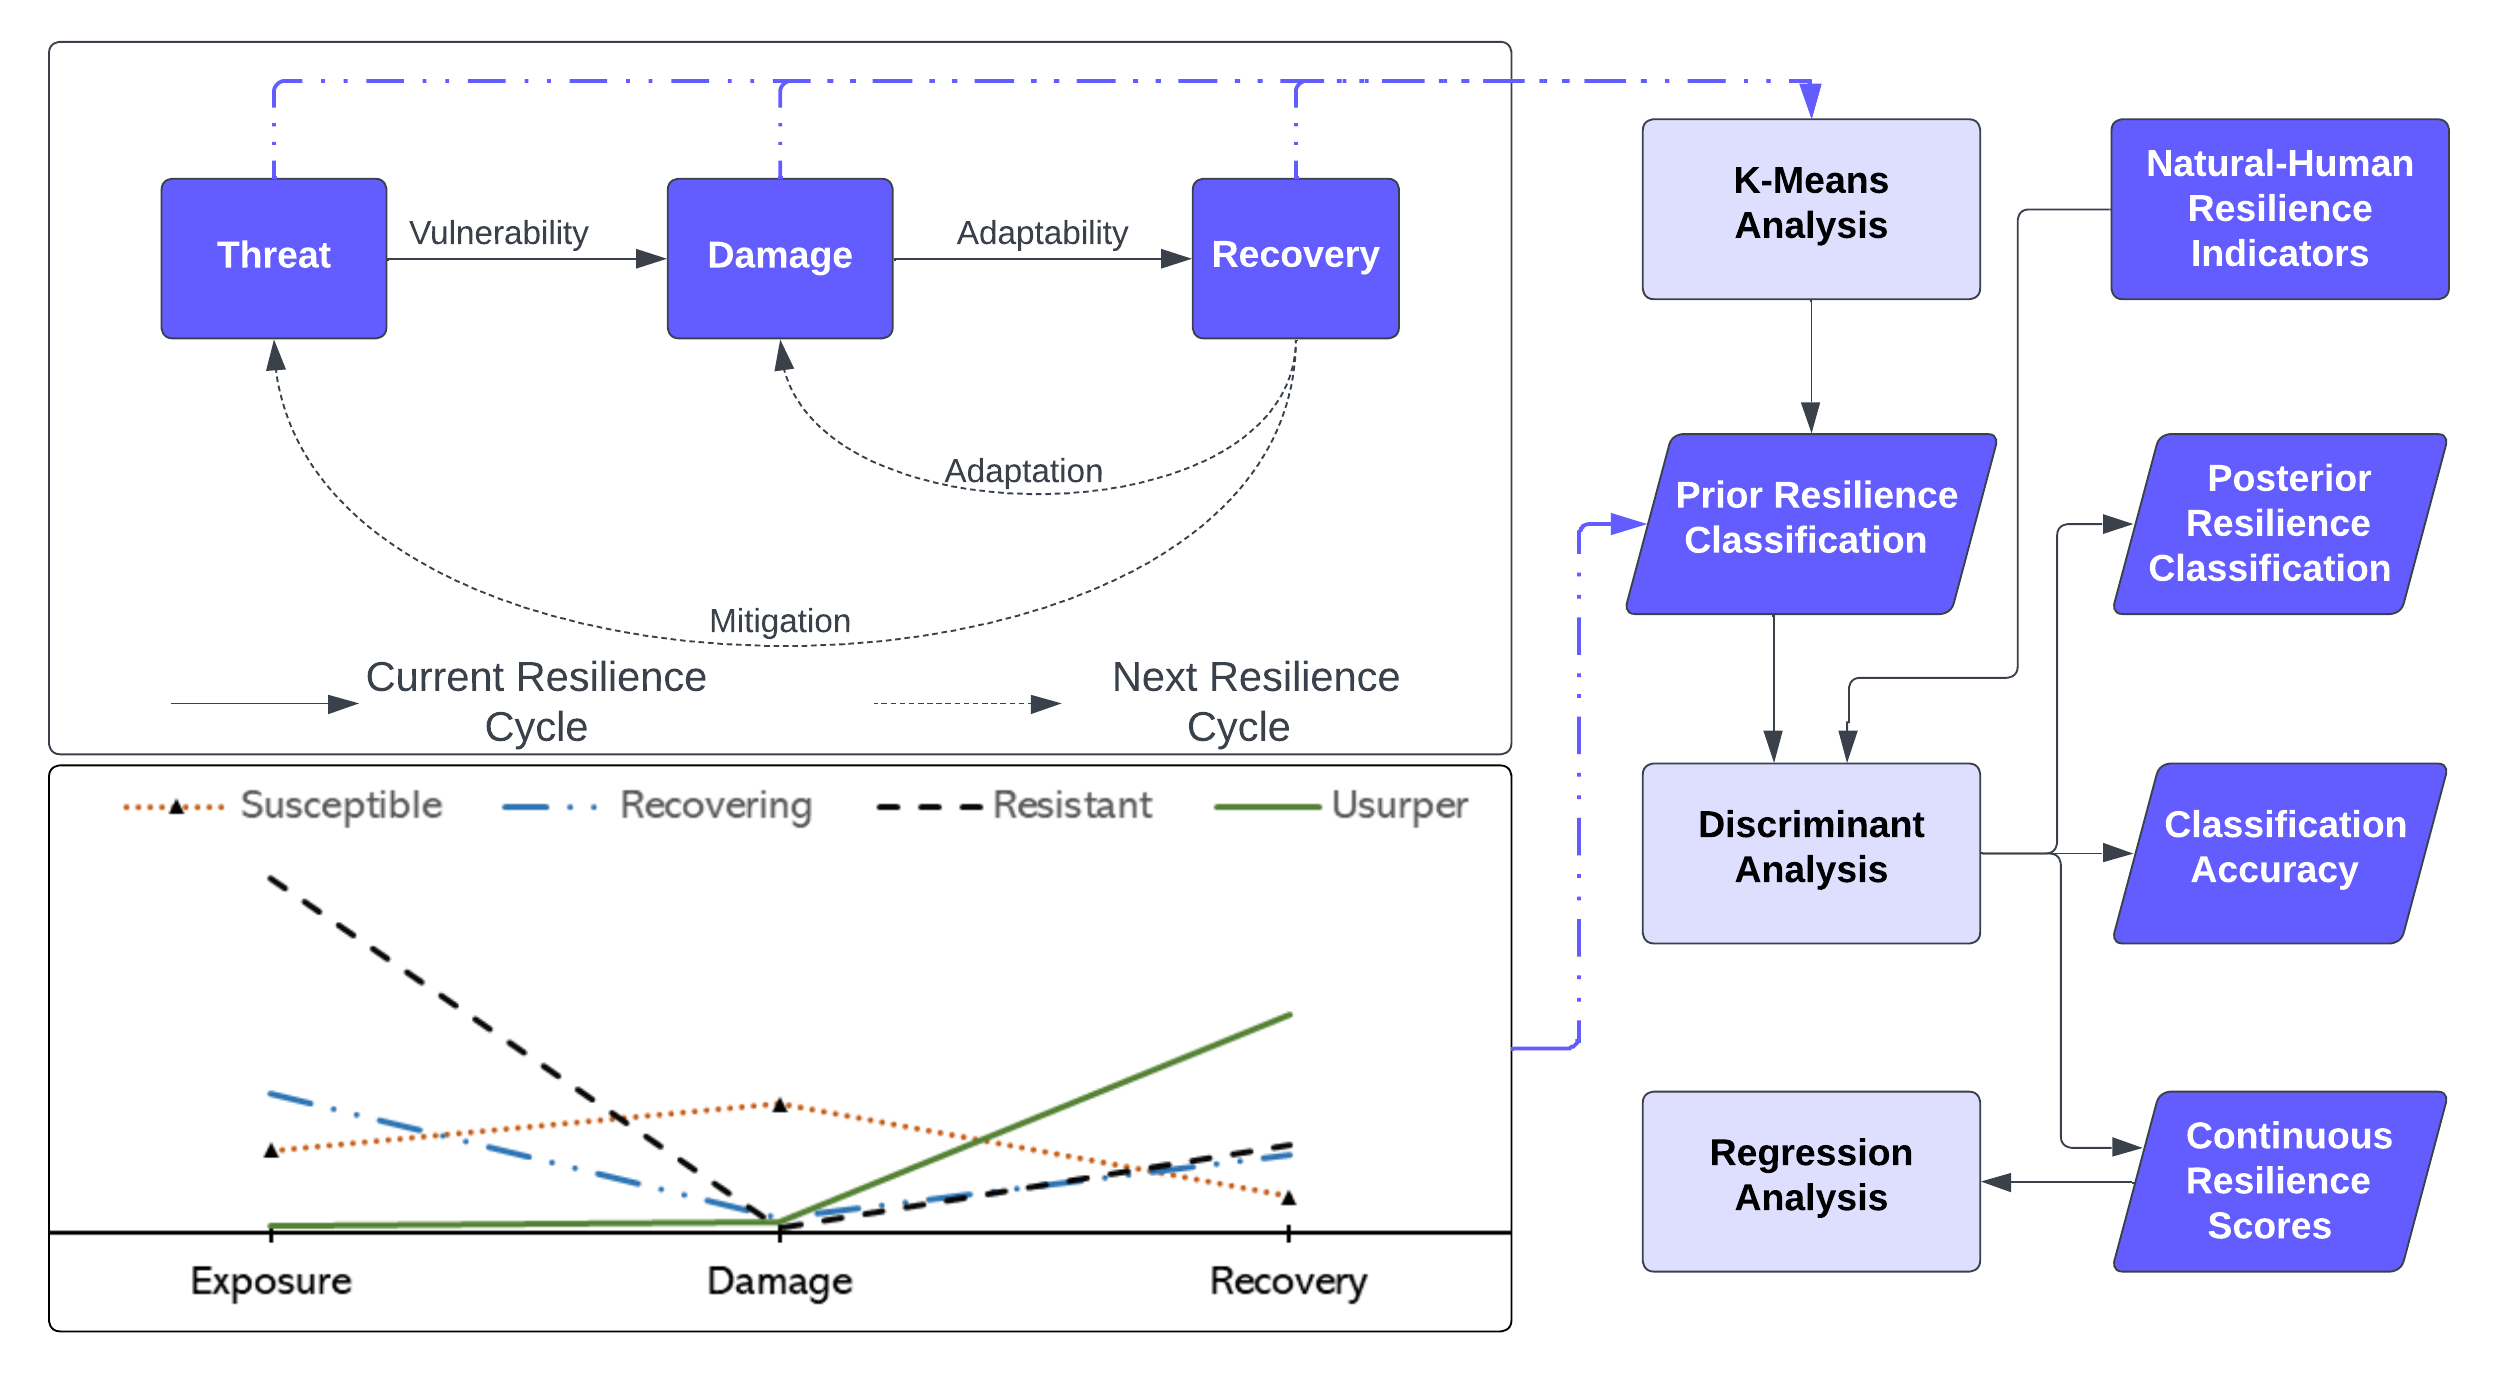 Threat
Vulnerability
Damage
Adaptability
Recovery
Adaptation
Mitigation
Current Resilience
Cycle
Next Resilience
Cycle
Susceptible
Recovering
Resistant
Usurper
Exposure
Damage
Recovery
K-Means
Analysis
Natural-Human
Resilience
Indicators
Prior Resilience
Classification
Posterior
Resilience
Classification
Discriminant
Analysis
Classification
Accuracy
Regression
Analysis
Continuous
Resilience
Scores